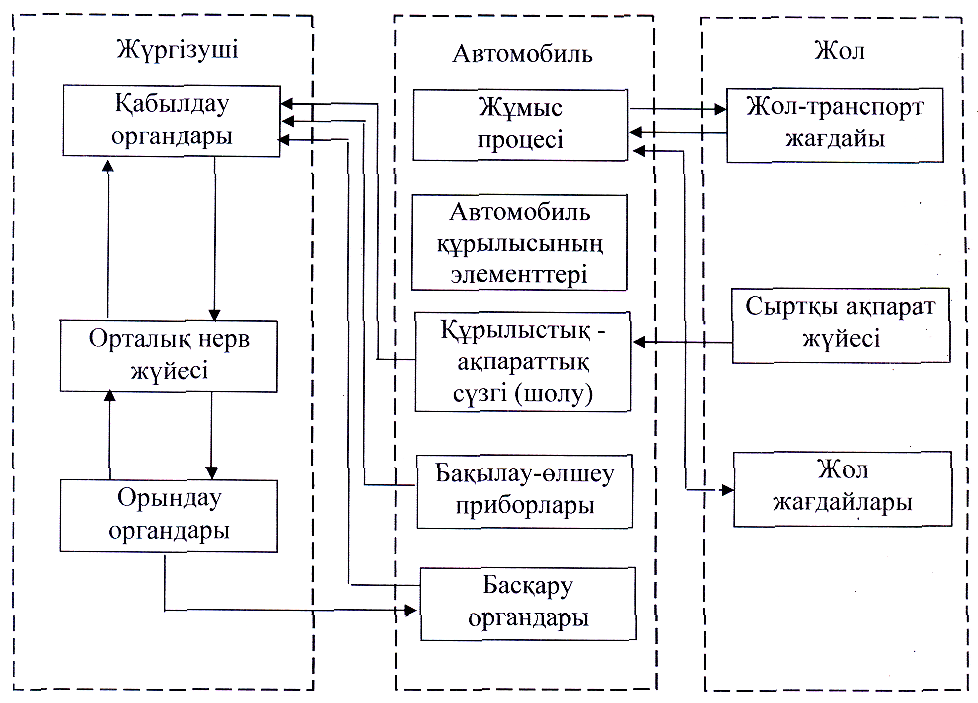 Жүргізуші
Қабылдау
органдары
Орталық нерв
жүйесі
Орындау
органдары
Автомобиль
Жұмыс
процесі
Автомобиль
құрылысының
элементтері
Құрылыстық -
ақпараттық
сүзгі (шолу)
Бақылау-өлшеу
приборлары
Басқару
органдары
Жол
Жол-транспорт
жағдайы
Сыртқы ақпарат
жүйесі
Жол
жағдайлары